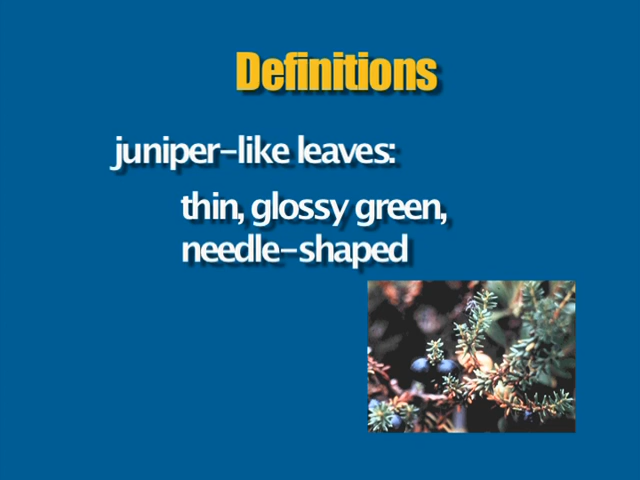 Definitions
juniper-like leaves:
thin, glossy green,
needle-shaped